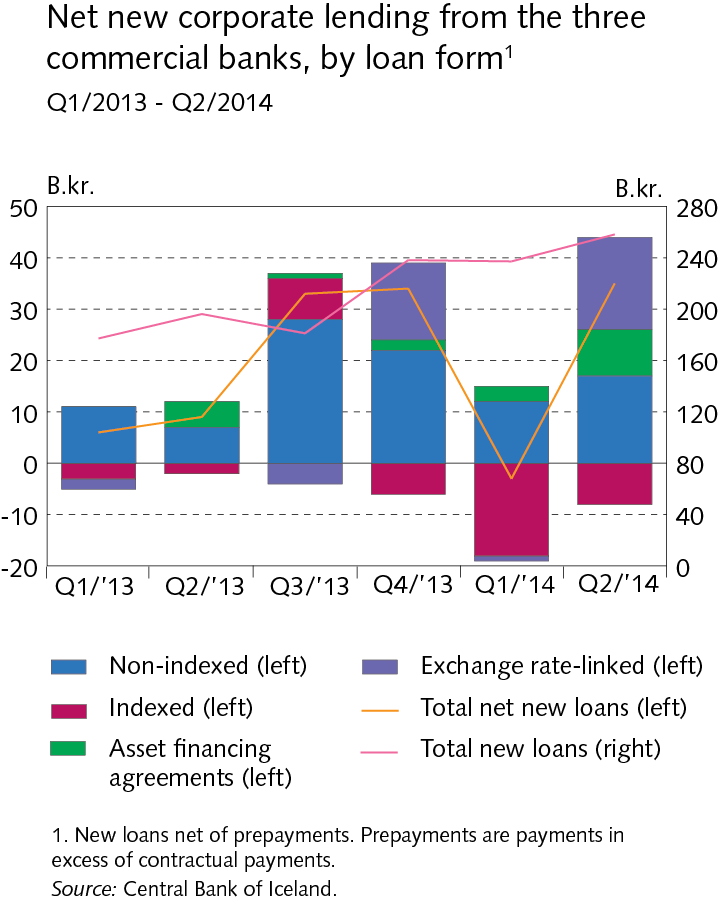 Net new corporate lending from the three
commercial banks, by loan form¹
Q1/2013 - Q2/2014
B.kr.
B.kr.
50
280
40
240
30
200
20
160
10
120
0
80
-10
40
-20
0
Q1/'13
Q2/'13
Q3/'13
Q4/'13
Q1/'14
Q2/'14
Non-indexed (left)
Exchange rate-linked (left)
Indexed (left)
Total net new loans (left)
Asset financing
agreements (left)
Total new loans (right)
1. New loans net of prepayments. Prepayments are payments in
excess of contractual payments.
Source: Central Bank of Iceland.